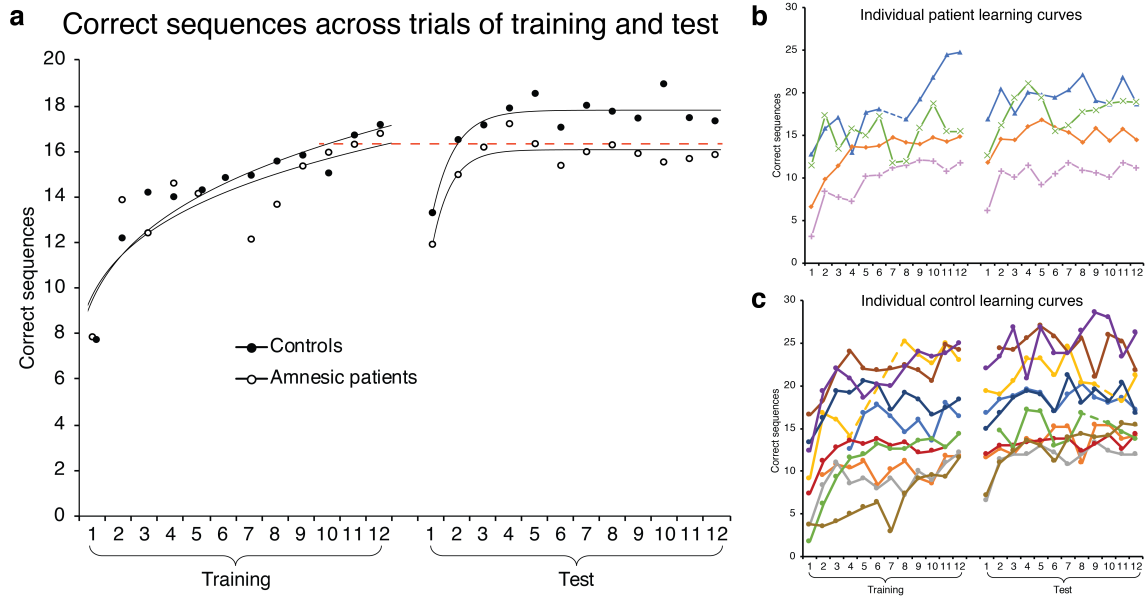 a
Correct sequences across trials of training and test
20
18
16
14
12
10
8
6
4
2
0
Correct sequences
Controls
Amnesic patients
1 2 3 4 5 6 7 8 9 10 11 12
1 2 3 4 5 6 7 8 9 10 11 12
Training
Test
b
Individual patient learning curves
30
25
20
15
10
5
0
Correct sequences
1 2 3 4 5 6 7 8 9 10 11 12
1 2 3 4 5 6 7 8 9 10 11 12
c
Individual control learning curves
30
25
20
15
10
5
0
Correct sequences
1 2 3 4 5 6 7 8 9 10 11 12
1 2 3 4 5 6 7 8 9 10 11 12
Training
Test